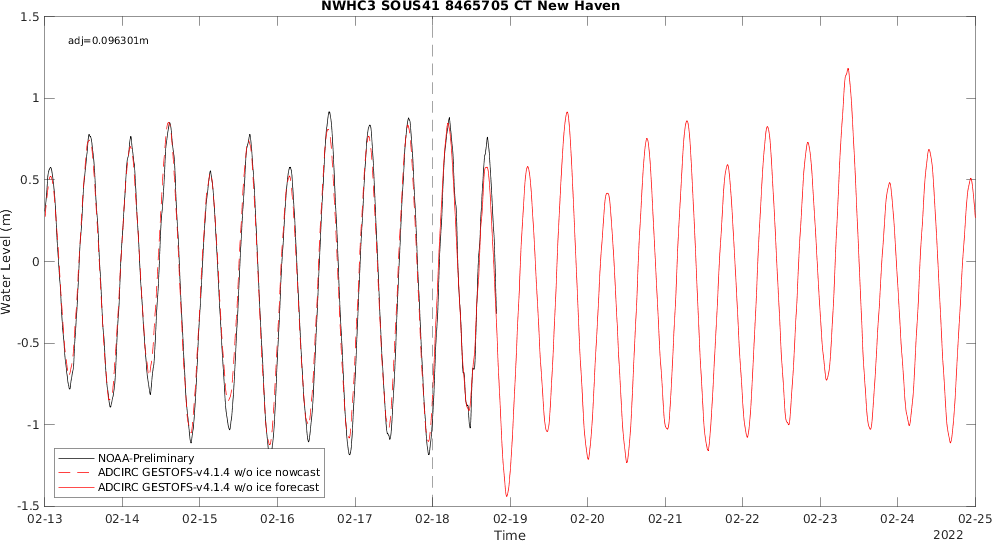 NWHC3 SOUS41 8465705 CT New Haven
adj=0.096301m
1.5
1
0.5
0
-0.5
-1
-1.5
Water Level (m)
NOAA-Preliminary
ADCIRC GESTOFS-v4.1.4 w/o ice nowcast
ADCIRC GESTOFS-v4.1.4 w/o ice forecast
02-13 02-14 02-15 02-16 02-17 02-18 02-19 02-20 02-21 02-22 02-23 02-24 02-25
Time
2022